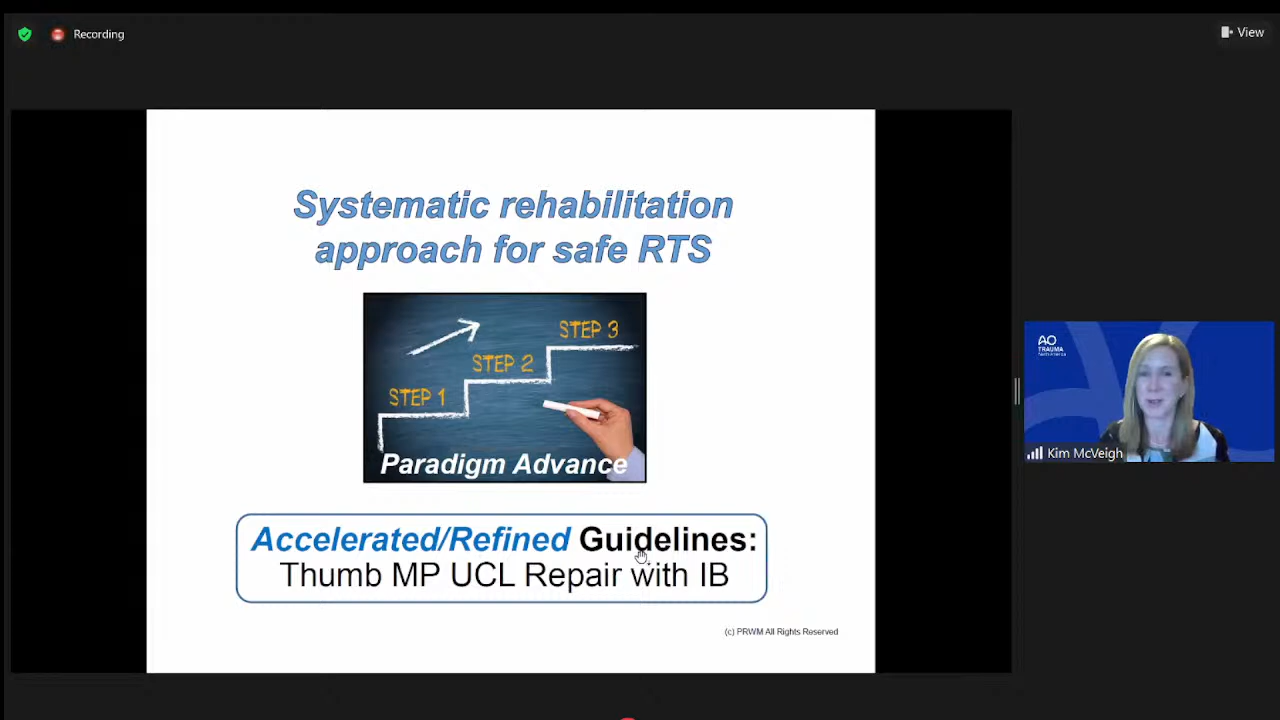 Recording
View
Systematic rehabilitation
approach for safe RTS
STEP 3
STEP 2
STEP 1
Paradigm Advance
Accelerated/Refined Guidelines:
Thumb MP UCL Repair with IB
(c) PRWM All Rights Reserved
AO
TRAUMA
North America
Kim McVeigh